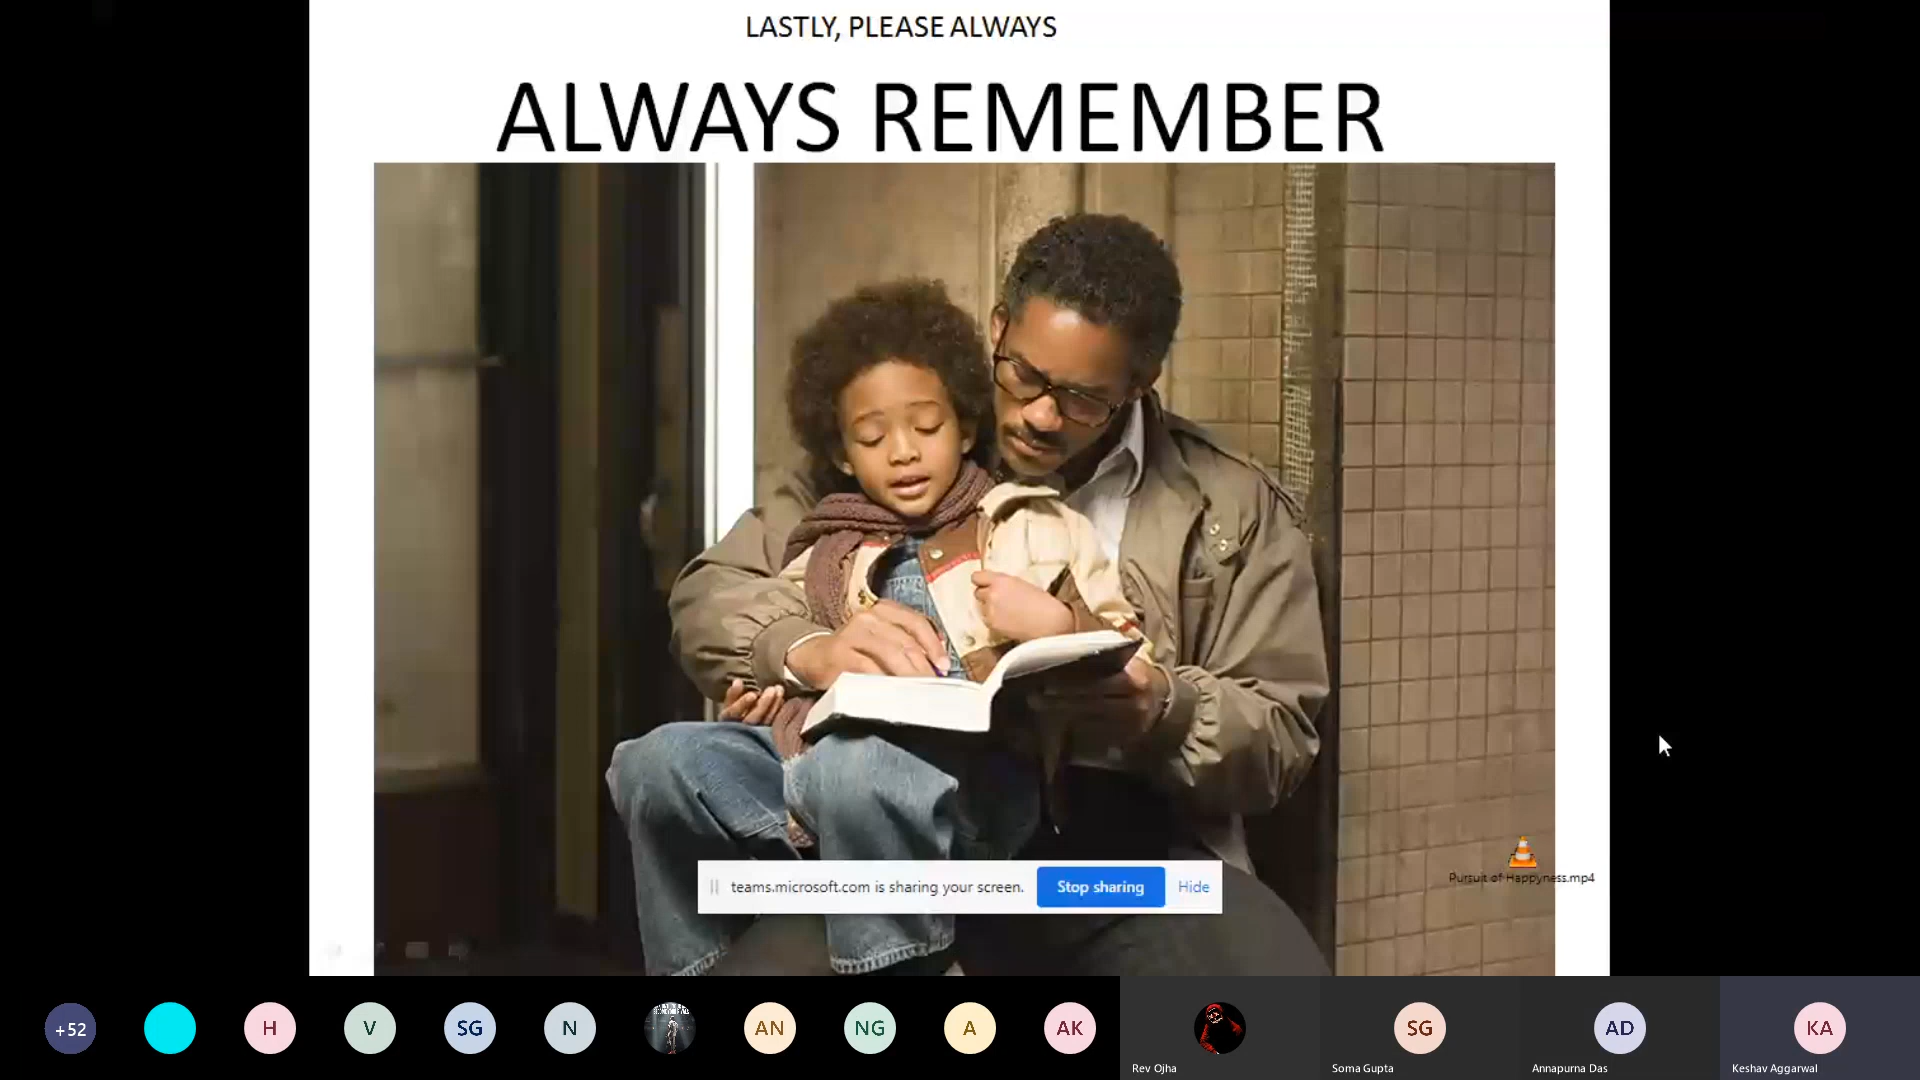 LASTLY, PLEASE ALWAYS
ALWAYS REMEMBER
Pursuit of Happyness.mp4
teams.microsoft.com is sharing your screen.
Stop sharing
Hide
+52
H
V
SG
N
AN
NG
A
AK
SG
AD
KA
Rev Ojha
Soma Gupta
Annapurna Das
Keshav Aggarwal